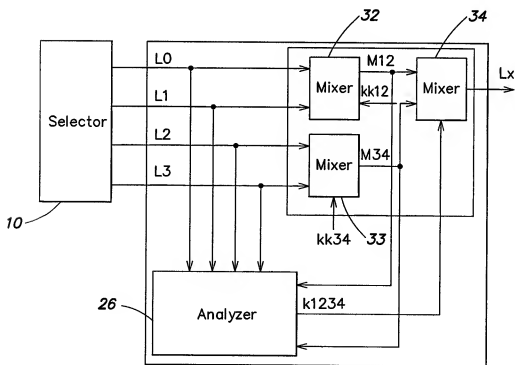 32
34
L0
M12
Lx
Mixer
kk12
Mixer
L1
Selector
L2
M34
Mixer
L3
10
kk34
33
26
Analyzer
k1234